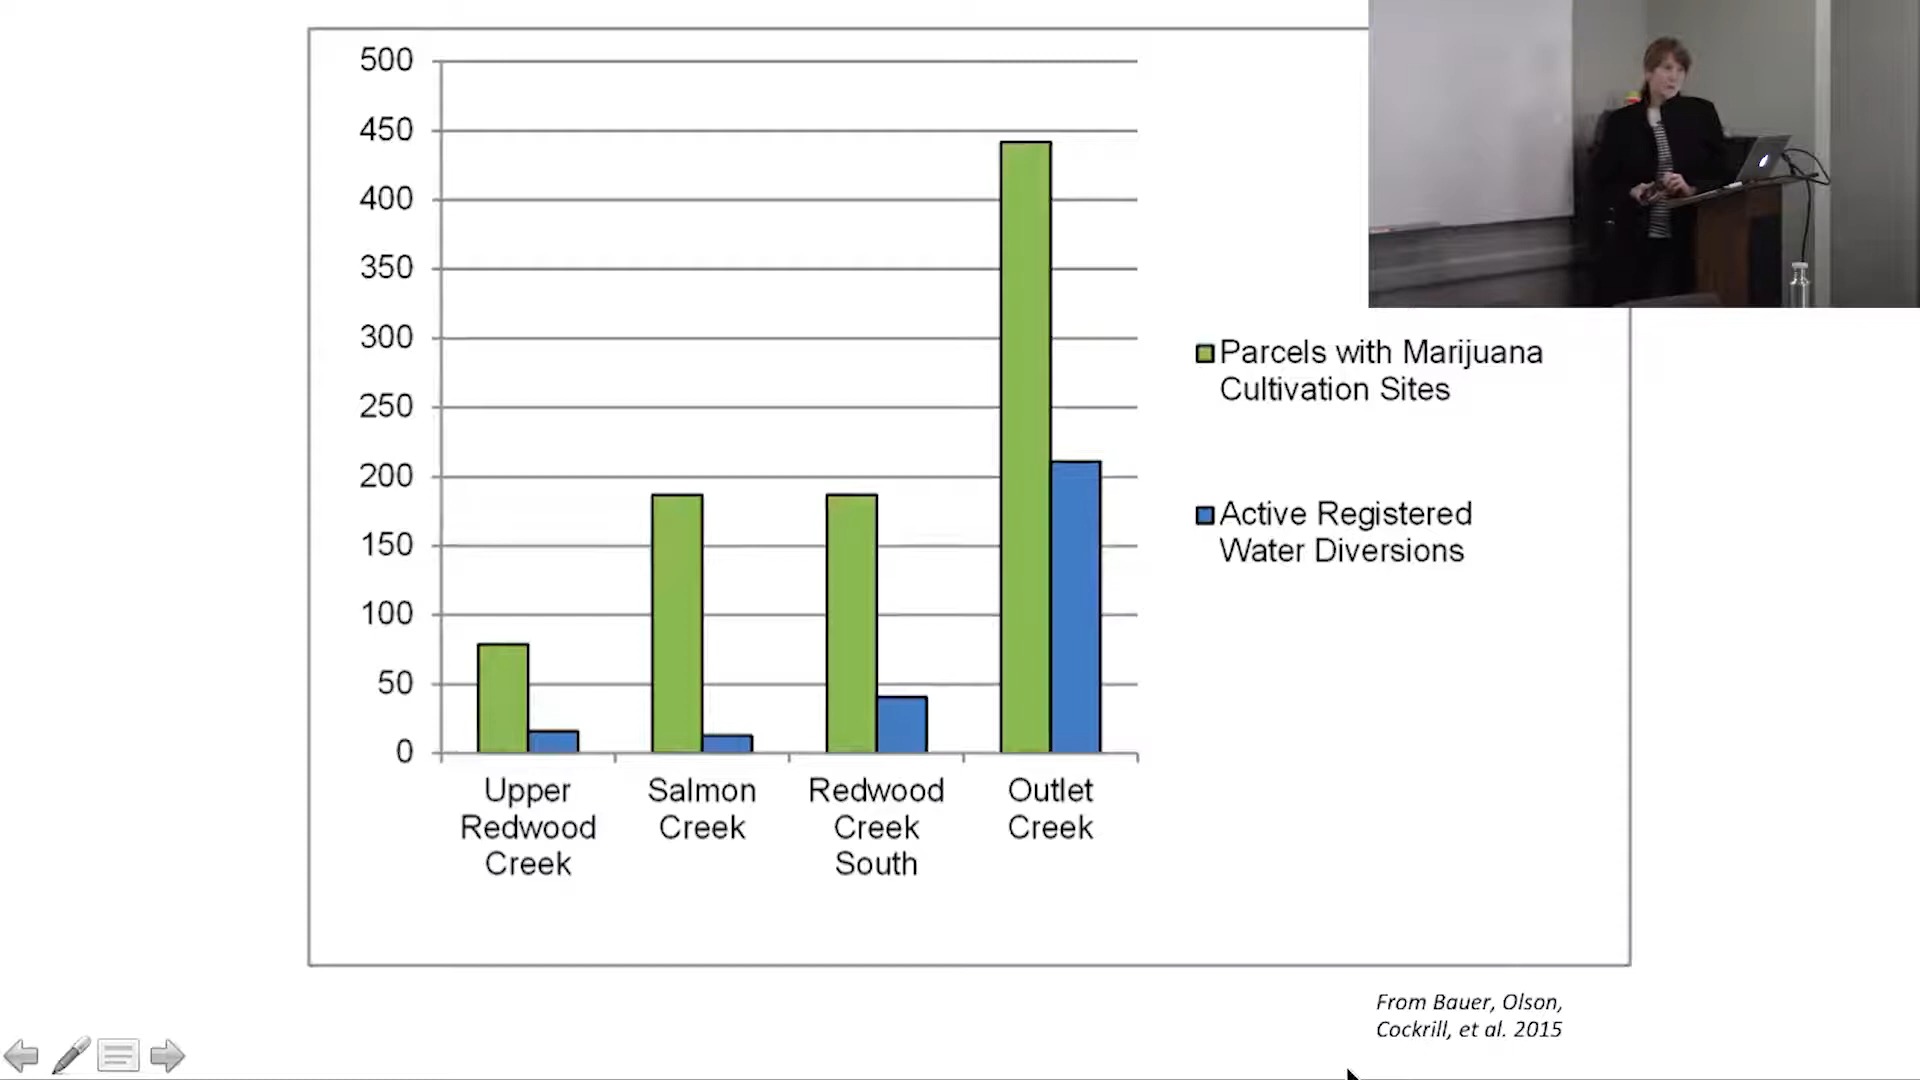 500
450
400
350
300
250
200
150
100
50
0
Upper
Redwood
Creek
Salmon
Creek
Redwood
Creek
South
Outlet
Creek
Parcels with Marijuana
Cultivation Sites
Active Registered
Water Diversions
From Bauer, Olson,
Cockrill, et al. 2015